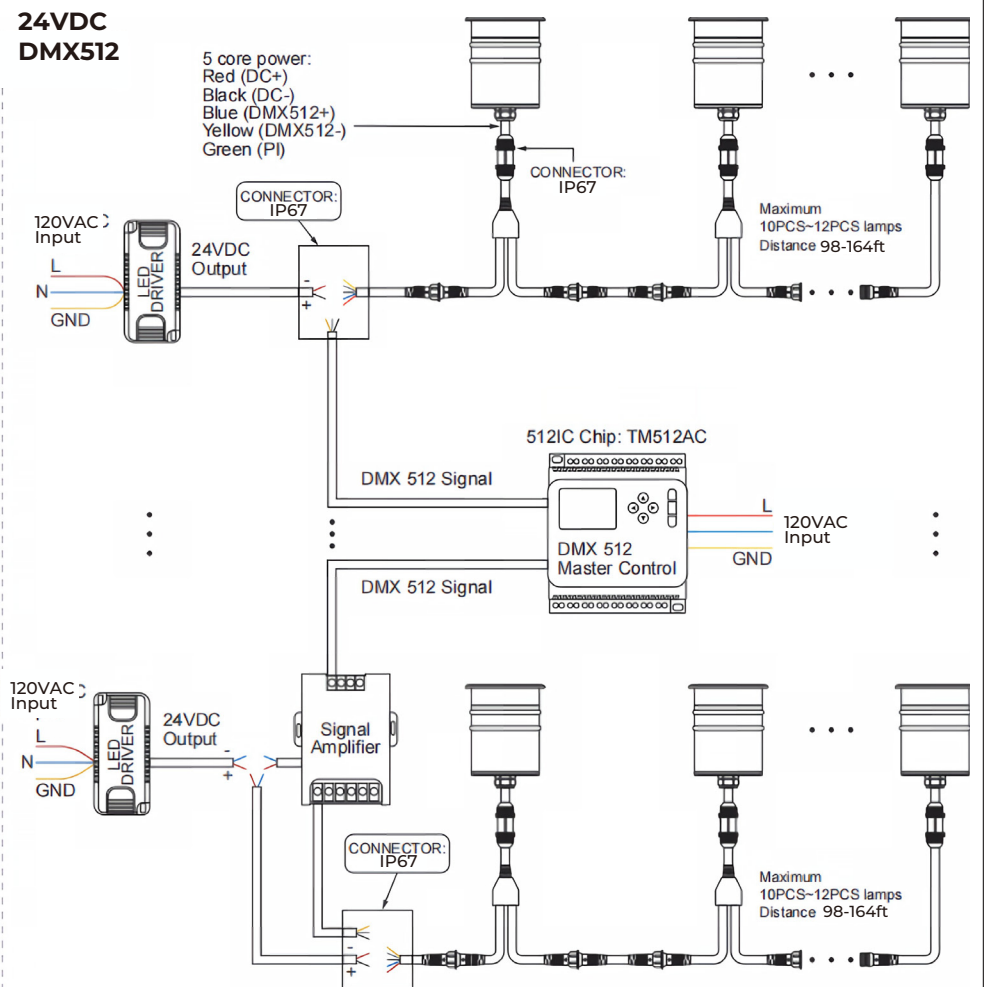 24VDC
DMX512
5 core power:
Red (DC+)
Black (DC-)
Blue (DMX512+)
Yellow (DMX512-)
Green (PI)
CONNECTOR:
IP67
CONNECTOR:
IP67
120VAC
Input
L
N
GND
LED
DRIVER
24VDC
Output
-
+
Maximum
10PCS~12PCS lamps
Distance 98-164ft
512IC Chip: TM512AC
DMX 512 Signal
DMX 512
Master Control
L
120VAC
Input
GND
DMX 512 Signal
120VAC
Input
L
N
GND
LED
DRIVER
24VDC
Output
-
+
Signal
Amplifier
CONNECTOR:
IP67
-
+
Maximum
10PCS~12PCS lamps
Distance 98-164ft